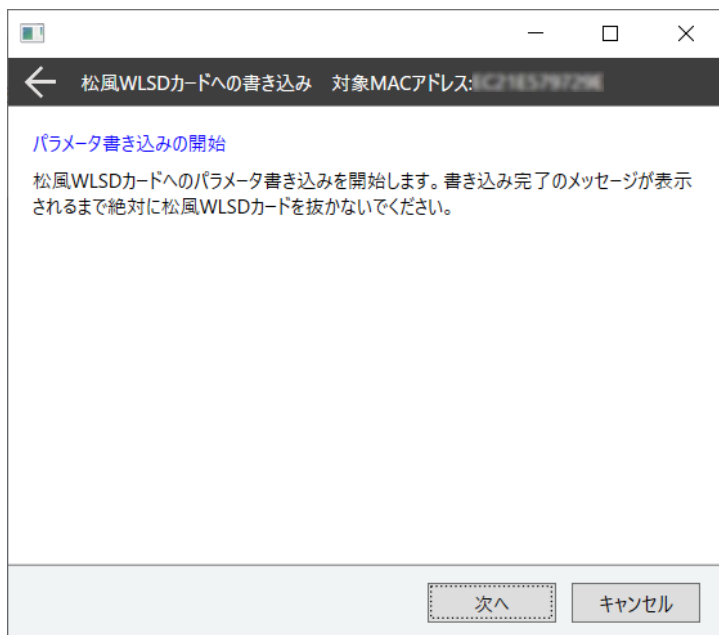 松風WLSDカードへの書き込み　対象MACアドレス:
パラメータ書き込みの開始
松風WLSDカードへのパラメータ書き込みを開始します。書き込み完了のメッセージが表示
されるまで絶対に松風WLSDカードを抜かないでください。
次へ
キャンセル